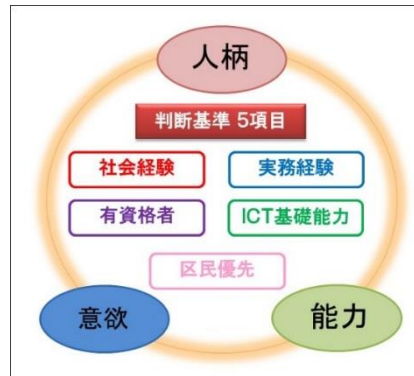 人柄
判断基準 5項目
社会経験
実務経験
有資格者
ICT基礎能力
区民優先
意欲
能力